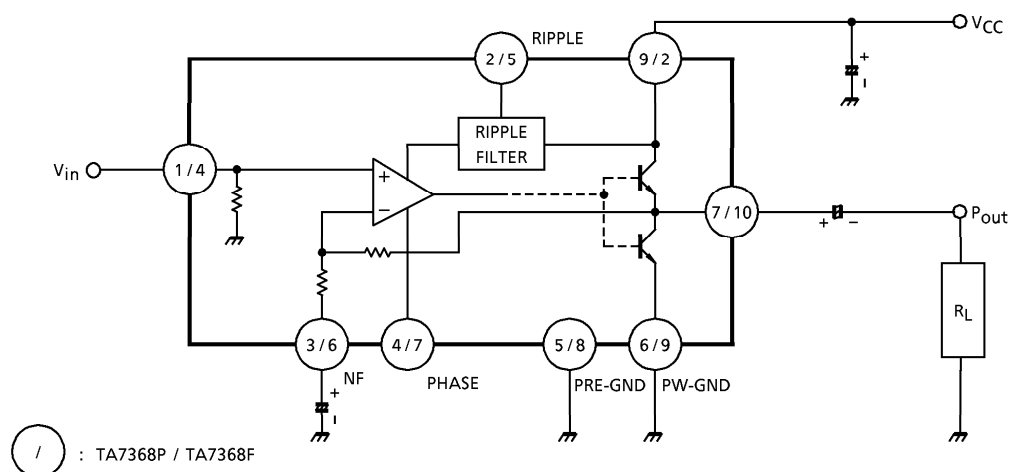 VCC
RIPPLE
2/5
9/2
+
-
RIPPLE
FILTER
Vin
1/4
+
-
7/10
+
-
Pout
RL
3/6
4/7
5/8
6/9
NF
PHASE
PRE-GND
PW-GND
+
-
/
: TA7368P / TA7368F